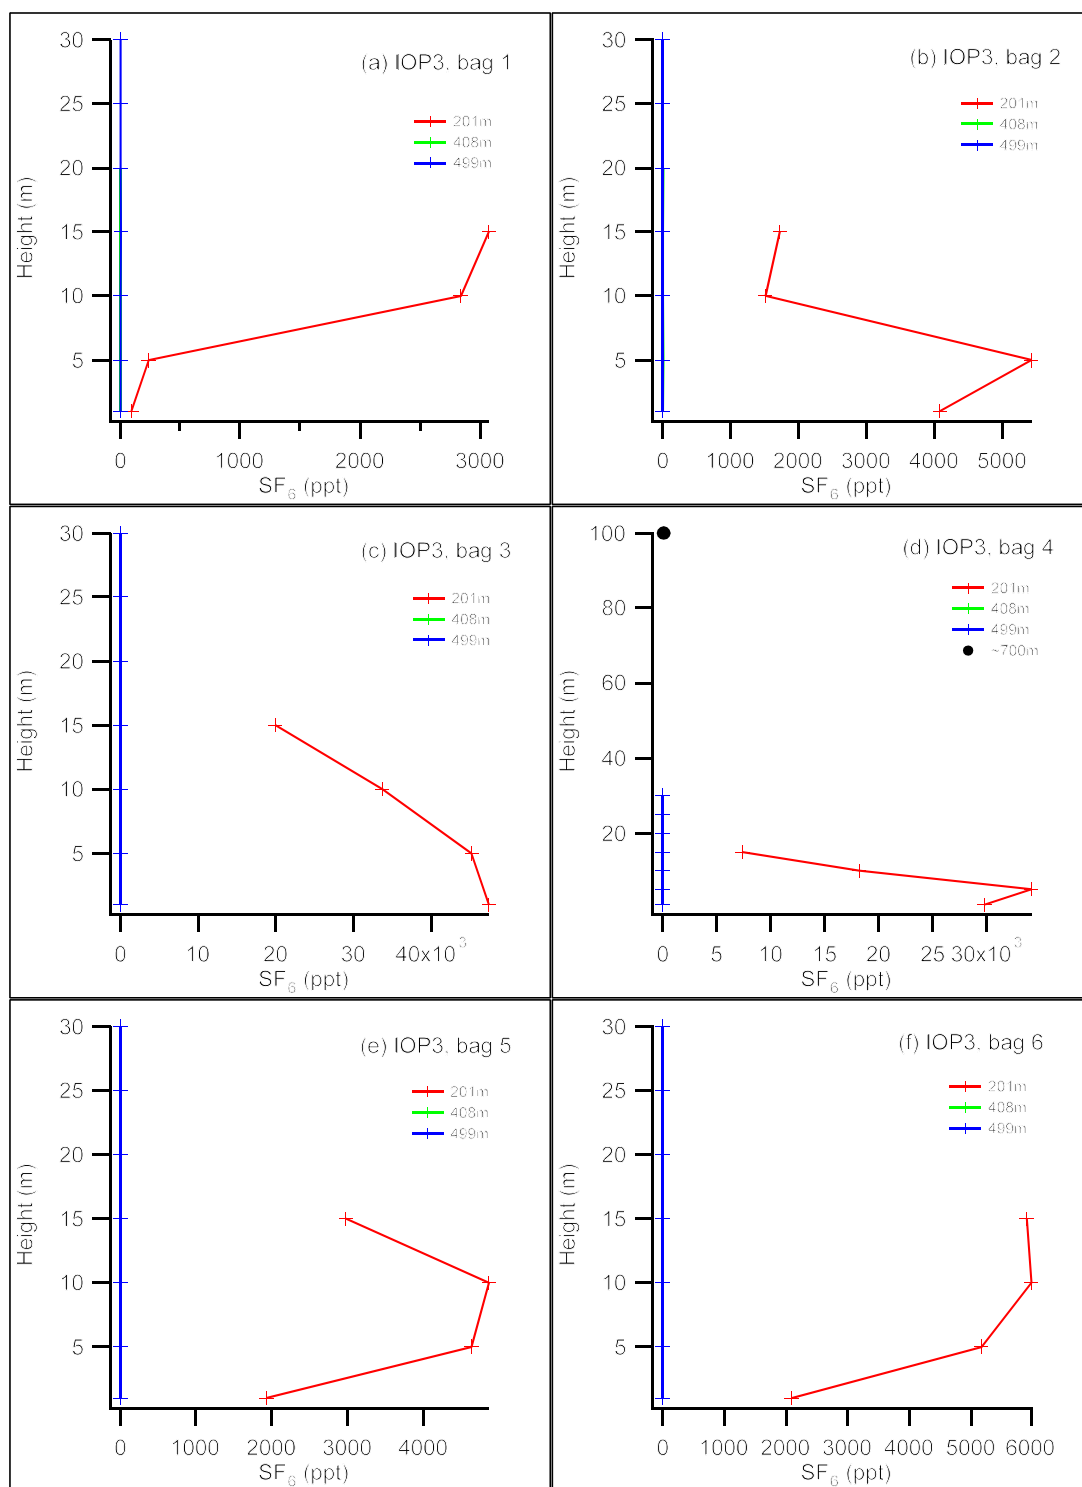 (a) IOP3. bag 1
201m
408m
499m
30
25
20
15
10
5
Height (m)
0 1000 2000 3000
SF6 (ppt)
(b) IOP3. bag 2
201m
408m
499m
30
25
20
15
10
5
Height (m)
0 1000 2000 3000 4000 5000
SF6 (ppt)
(c) IOP3. bag 3
201m
408m
499m
30
25
20
15
10
5
Height (m)
0 10 20 30 40x10³
SF6 (ppt)
(d) IOP3. bag 4
201m
408m
499m
~700m
100
80
60
40
20
Height (m)
0 5 10 15 20 25 30x10³
SF6 (ppt)
(e) IOP3. bag 5
201m
408m
499m
30
25
20
15
10
5
Height (m)
0 1000 2000 3000 4000
SF6 (ppt)
(f) IOP3. bag 6
201m
408m
499m
30
25
20
15
10
5
Height (m)
0 1000 2000 3000 4000 5000 6000
SF6 (ppt)